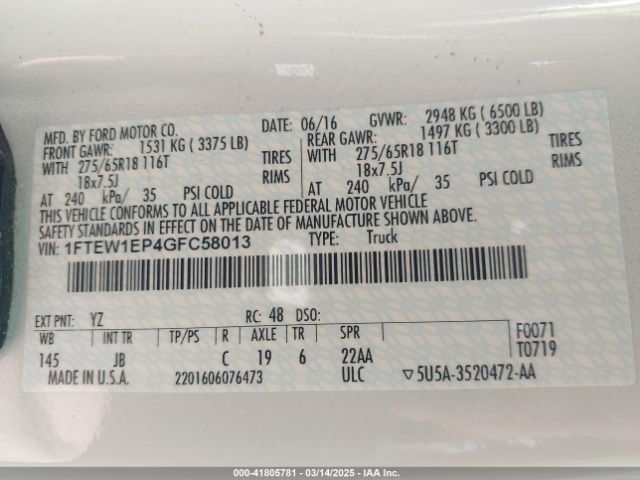 MFD. BY FORD MOTOR CO.
DATE: 06/16 GVWR: 2948 KG ( 6500 LB)
FRONT GAWR: 1531 KG ( 3375 LB) REAR GAWR: 1497 KG ( 3300 LB)
WITH 275/65R18 116T TIRES WITH 275/65R18 116T TIRES
18x7.5J RIMS 18x7.5J RIMS
AT 240 kPa/ 35 PSI COLD AT 240 kPa/ 35 PSI COLD
THIS VEHICLE CONFORMS TO ALL APPLICABLE FEDERAL MOTOR VEHICLE
SAFETY STANDARDS IN EFFECT ON THE DATE OF MANUFACTURE SHOWN ABOVE.
VIN: 1FTEW1EP4GFC58013 TYPE: Truck
EXT PNT: YZ RC: 48 DSO:
WB INT TR TP/PS R AXLE TR SPR F0071
145 JB C 19 6 22AA T0719
MADE IN U.S.A. 2201606076473 ULC ▽5U5A-3520472-AA
000-41805781 - 03/14/2025 - IAAI.COM